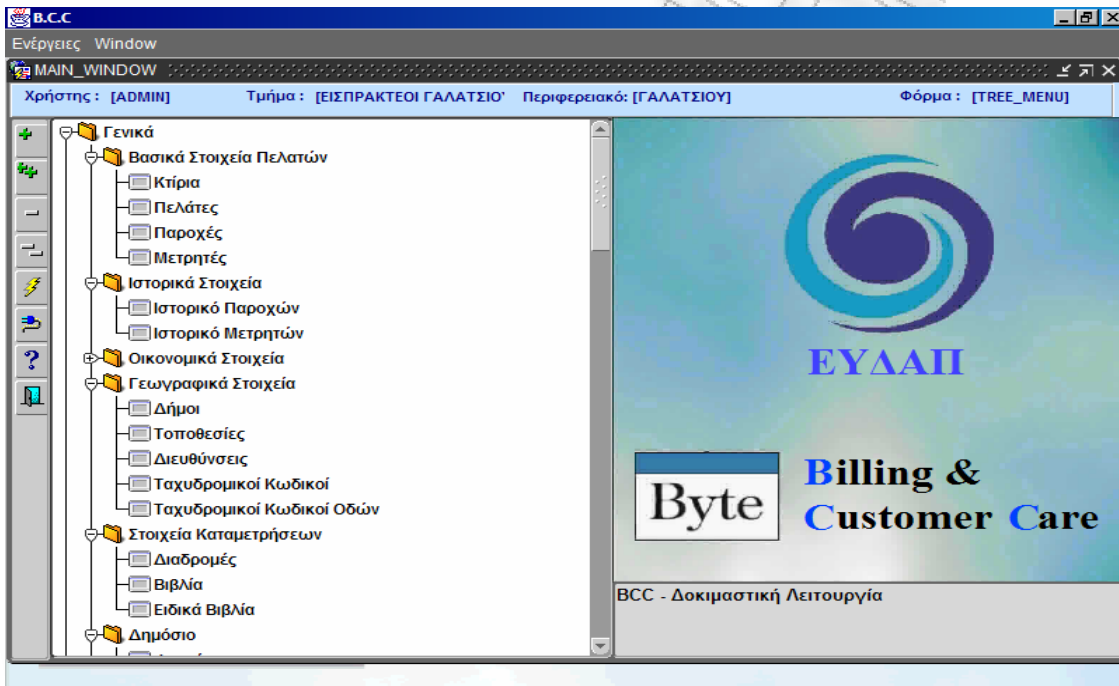 B.C.C
Ενέργειες Window
MAIN_WINDOW
Χρήστης : [ADMIN] Τμήμα : [ΕΙΣΠΡΑΚΤΕΟΙ ΓΑΛΑΤΣΙΟ' Περιφερειακό: [ΓΑΛΑΤΣΙΟΥ] Φόρμα : [TREE_MENU]
Γενικά
Βασικά Στοιχεία Πελατών
Κτίρια
Πελάτες
Παροχές
Μετρητές
Ιστορικά Στοιχεία
Ιστορικό Παροχών
Ιστορικό Μετρητών
Οικονομικά Στοιχεία
Γεωγραφικά Στοιχεία
Δήμοι
Τοποθεσίες
Διευθύνσεις
Ταχυδρομικοί Κωδικοί
Ταχυδρομικοί Κωδικοί Οδών
Στοιχεία Καταμετρήσεων
Διαδρομές
Βιβλία
Ειδικά Βιβλία
Δημόσιο
ΕΥΔΑΠ
Byte
Billing &
Customer Care
BCC - Δοκιμαστική Λειτουργία